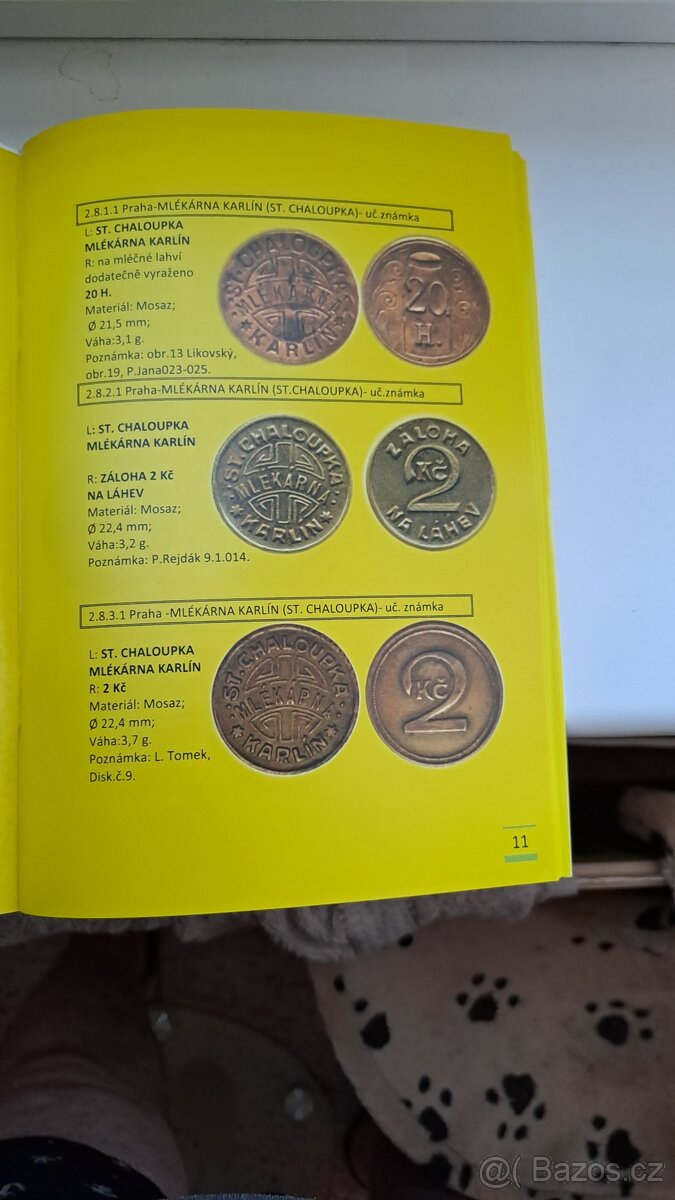 2.8.1.1 Praha-MLÉKÁRNA KARLÍN (ST. CHALOUPKA)- uč.známka
L: ST. CHALOUPKA
MLÉKÁRNA KARLÍN
R: na mléčné lahví
dodatečně vyraženo
20 H.
Materiál: Mosaz;
Ø 21,5 mm;
Váha:3,1 g.
Poznámka: obr.13 Likovský,
obr.19, P.Jana023-025.
ST. CHALOUPKA
MLÉKÁRNA
KARLÍN
20
H.
2.8.2.1 Praha-MLÉKÁRNA KARLÍN (ST.CHALOUPKA)- uč.známka
L: ST. CHALOUPKA
MLÉKÁRNA KARLÍN
R: ZÁLOHA 2 Kč
NA LÁHEV
Materiál: Mosaz;
Ø 22,4 mm;
Váha:3,2 g.
Poznámka: P.Rejdák 9.1.014.
ST. CHALOUPKA
MLÉKÁRNA
KARLÍN
ZÁLOHA
2 Kč
NA LÁHEV
2.8.3.1 Praha -MLÉKÁRNA KARLÍN (ST. CHALOUPKA)- uč. známka
L: ST. CHALOUPKA
MLÉKÁRNA KARLÍN
R: 2 Kč
Materiál: Mosaz;
Ø 22,4 mm;
Váha:3,7 g.
Poznámka: L. Tomek,
Disk.č.9.
ST. CHALOUPKA
MLÉKÁRNA
KARLÍN
2 Kč
11
@ Bazos.cz